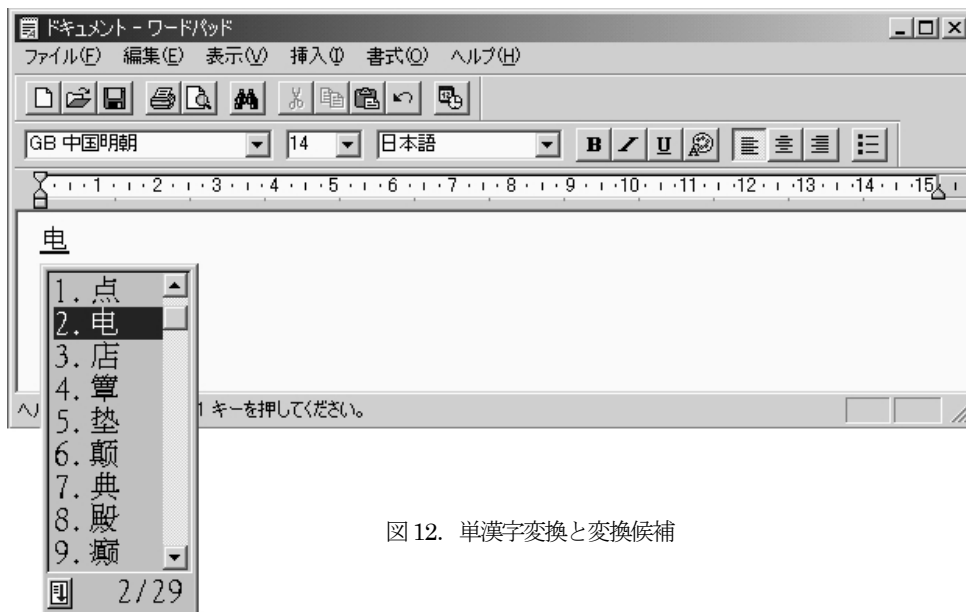 ドキュメント - ワードパッド
ファイル(F) 編集(E) 表示(V) 挿入(I) 書式(O) ヘルプ(H)
GB 中国明朝 14 日本語 B I U
1 2 3 4 5 6 7 8 9 10 11 12 13 14 15
电
1. 点
2. 电
3. 店
4. 簟
ヘル 1 キーを押してください。
5. 垫
6. 颠
7. 典
8. 殿
9. 癫
2/29
図 12. 単漢字変換と変換候補